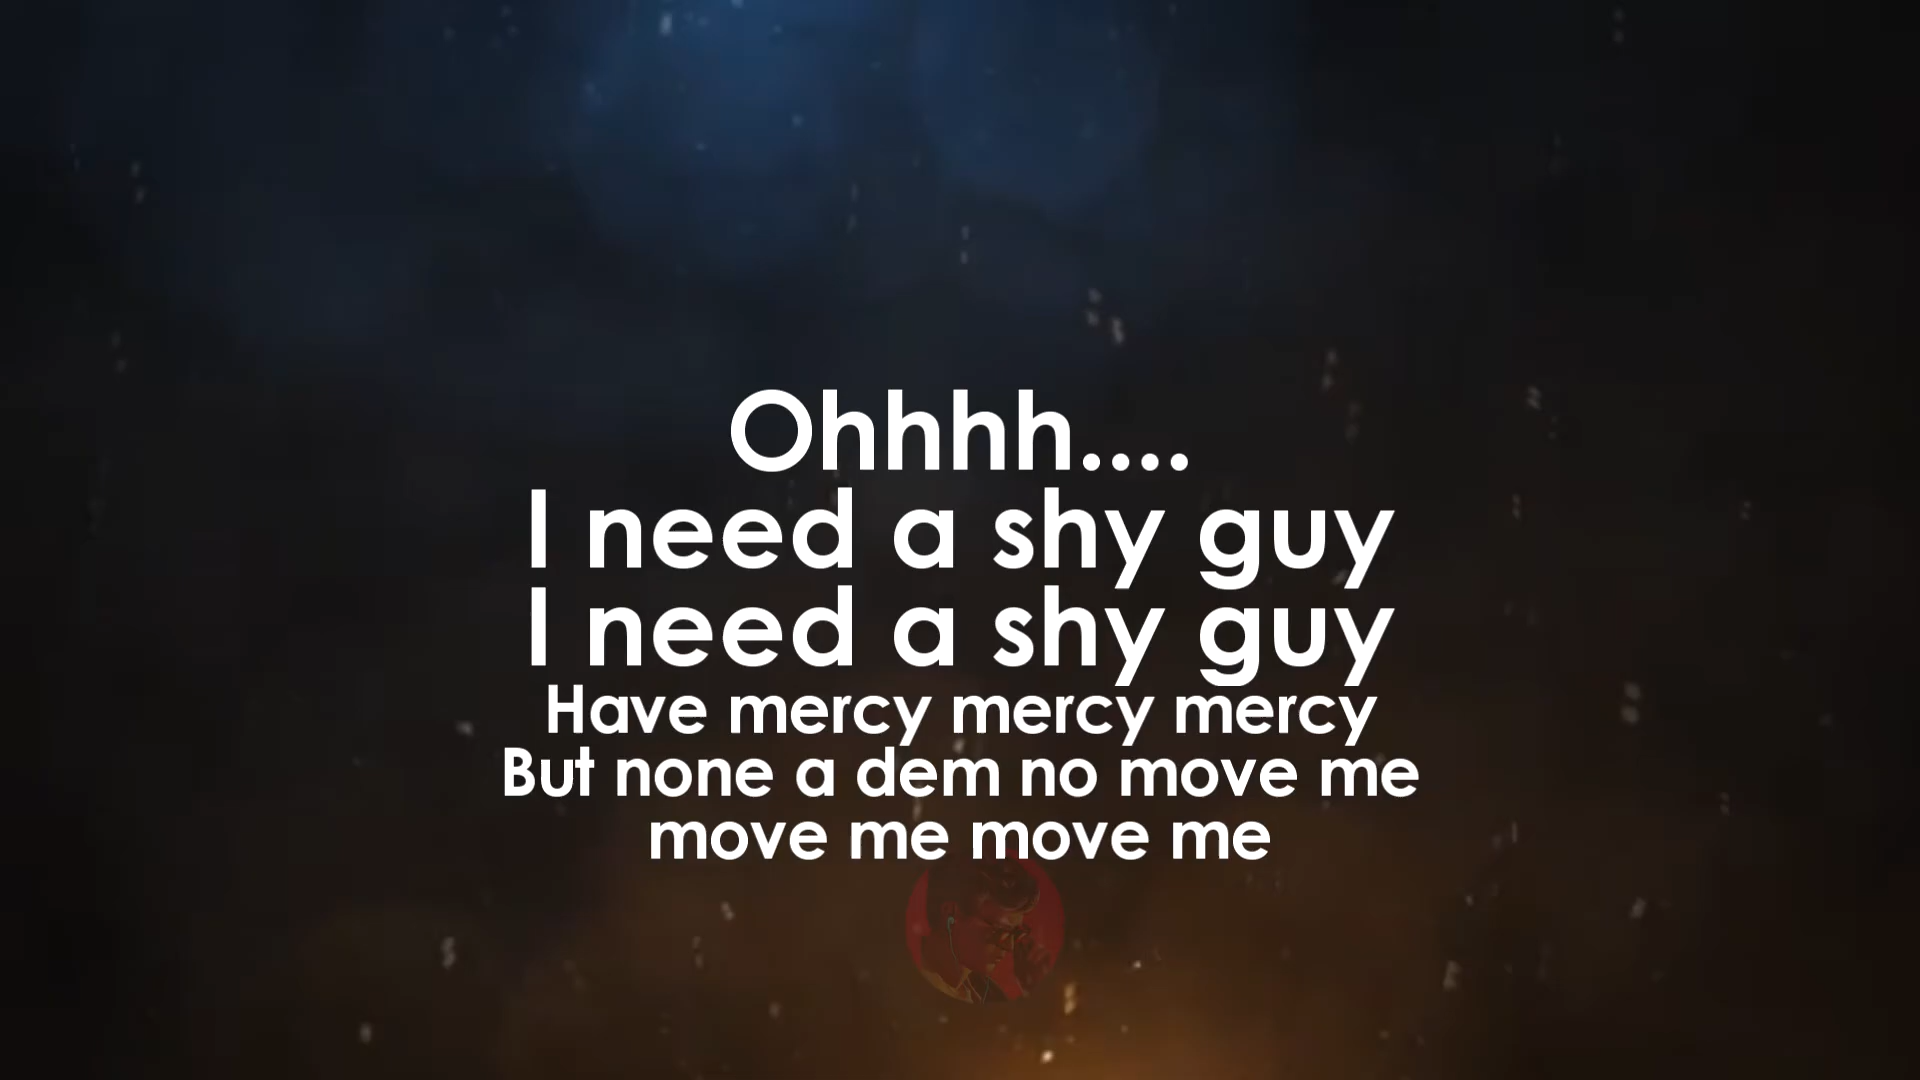 Ohhhh....
I need a shy guy
I need a shy guy
Have mercy mercy mercy
But none a dem no move me
move me move me